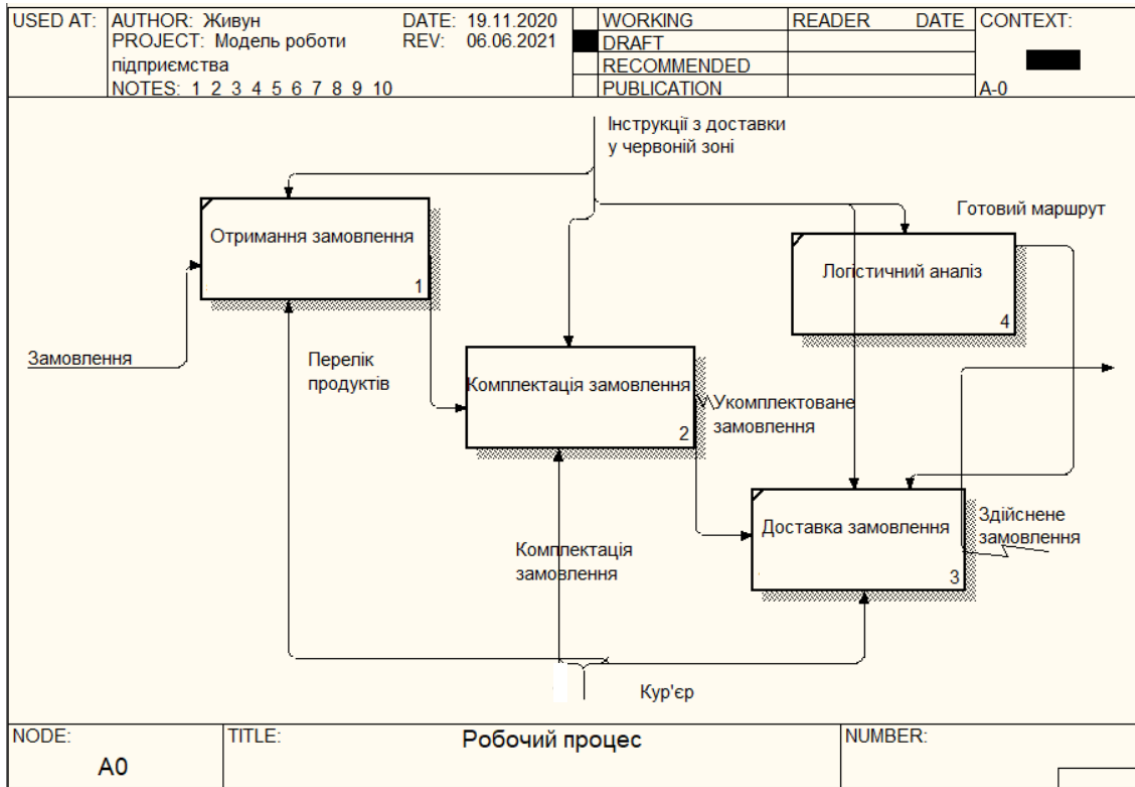 USED AT:
AUTHOR: Живун
DATE: 19.11.2020
PROJECT: Модель роботи
REV: 06.06.2021
підприємства
NOTES: 1 2 3 4 5 6 7 8 9 10
WORKING
DRAFT
RECOMMENDED
PUBLICATION
READER DATE
CONTEXT:
A-0
Інструкції з доставки
у червоній зоні
Готовий маршрут
Отримання замовлення
1
Логістичний аналіз
4
Замовлення
Перелік
продуктів
Комплектація замовлення
2
Укомплектоване
замовлення
Доставка замовлення
3
Здійснене
замовлення
Комплектація
замовлення
Кур'єр
NODE:
A0
TITLE:
Робочий процес
NUMBER: